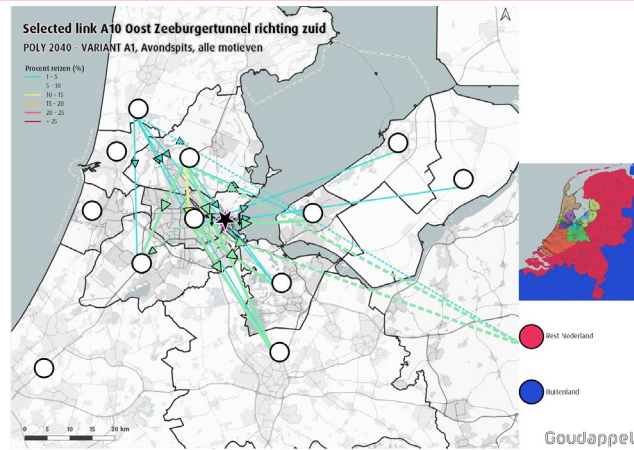 Selected link A10 Oost Zeeburgertunnel richting zuid
POLY 2040 - VARIANT A1, Avondspits, alle motieven
Procent reizen (%)
1 - 5
5 - 10
10 - 15
15 - 20
20 - 25
> 25
Rest Nederland
Buitenland
0 5 10 15 20 km
Goudappel